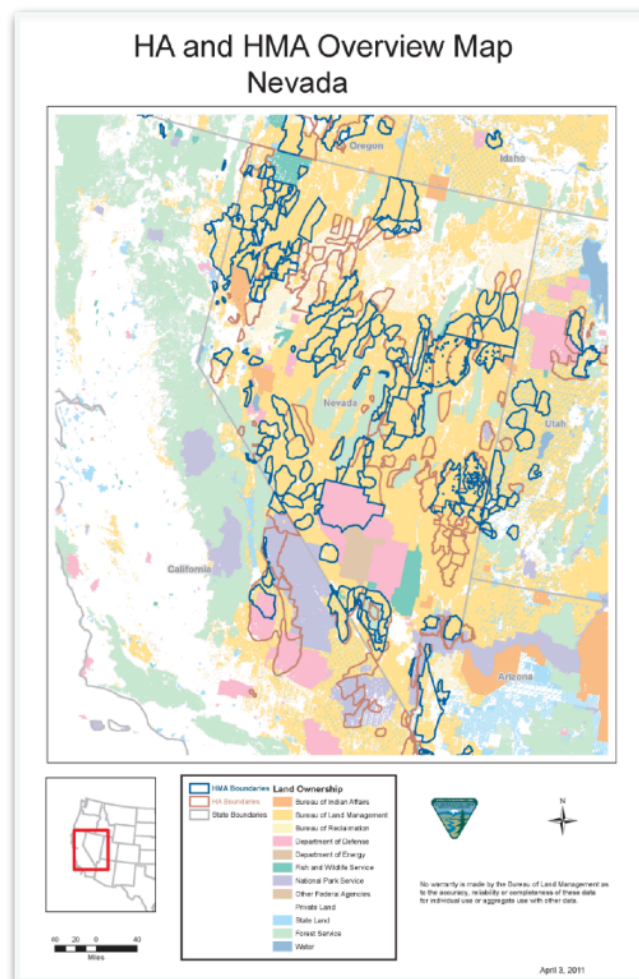 HA and HMA Overview Map
Nevada
Oregon
Idaho
Nevada
Utah
California
Arizona
HMA Boundaries
HA Boundaries
State Boundaries
Land Ownership
Bureau of Indian Affairs
Bureau of Land Management
Bureau of Reclamation
Department of Defense
Department of Energy
Fish and Wildlife Service
National Park Service
Other Federal Agencies
Private Land
State Land
Forest Service
Water
N
40 20 0 40
Miles
No warranty is made by the Bureau of Land Management as
to the accuracy, reliability or completeness of these data
for individual use or aggregate use with other data.
April 3, 2011